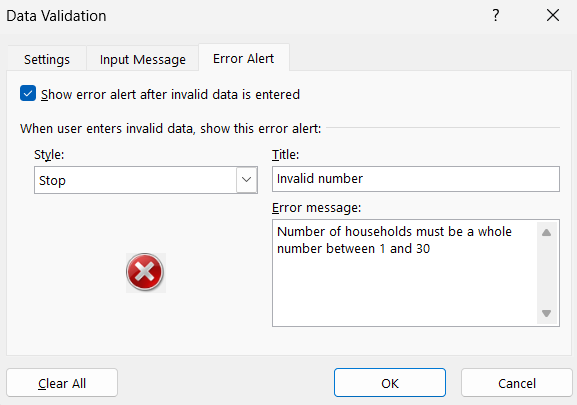 Data Validation
?
Settings
Input Message
Error Alert
Show error alert after invalid data is entered
When user enters invalid data, show this error alert:
Style:
Title:
Stop
Invalid number
Error message:
Number of households must be a whole
number between 1 and 30
Clear All
OK
Cancel